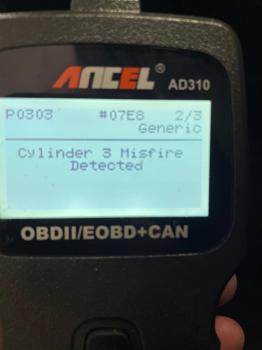 ANCEL AD310
P0303 #07E8 2/3
Generic
Cylinder 3 Misfire
Detected
OBDII/EOBD+CAN